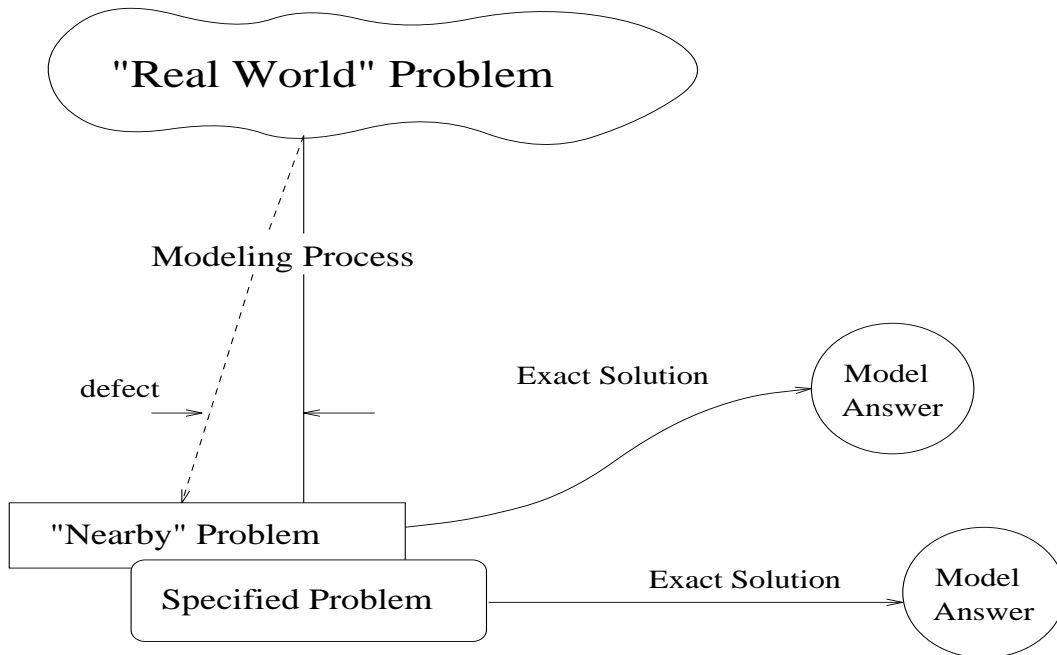 "Real World" Problem
Modeling Process
defect
Exact Solution
Model
Answer
"Nearby" Problem
Specified Problem
Exact Solution
Model
Answer